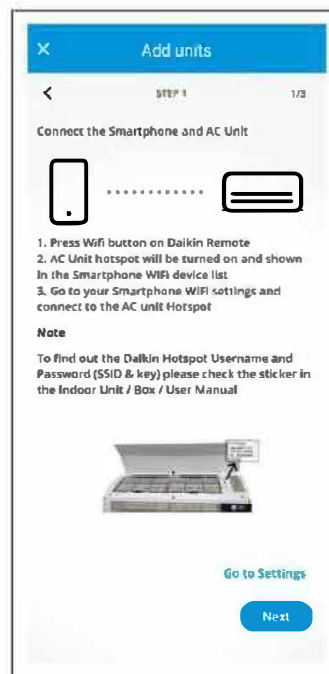 Add units
STEP 1
1/3
Connect the Smartphone and AC Unit
1. Press Wifi button on Daikin Remote
2. AC Unit hotspot will be turned on and shown
in the Smartphone WiFi device list
3. Go to your Smartphone WiFi settings and
connect to the AC unit Hotspot
Note
To find out the Daikin Hotspot Username and
Password (SSID & key) please check the sticker in
the Indoor Unit / Box / User Manual
Go to Settings
Next